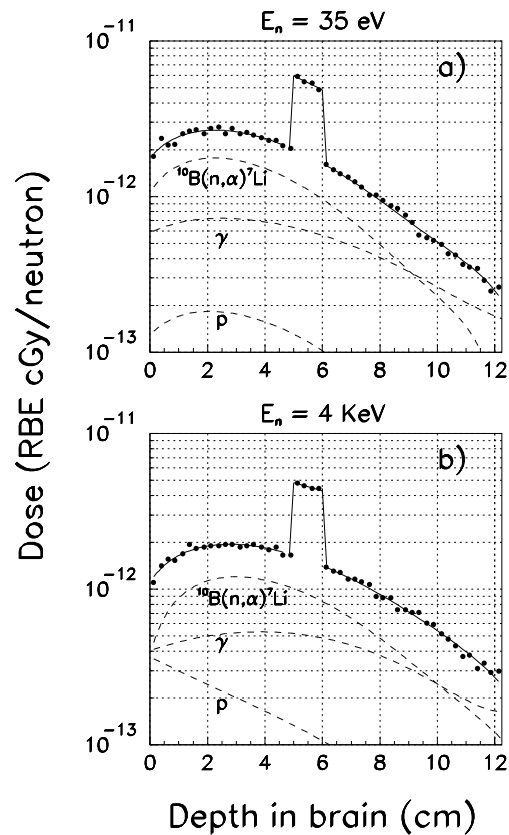 Eₙ = 35 eV
10⁻¹¹
a)
¹⁰B(n,α)⁷Li
10⁻¹²
γ
p
10⁻¹³
0 2 4 6 8 10 12
Eₙ = 4 KeV
10⁻¹¹
b)
10⁻¹²
¹⁰B(n,α)⁷Li
γ
p
10⁻¹³
0 2 4 6 8 10 12
Depth in brain (cm)
Dose (RBE cGy/neutron)